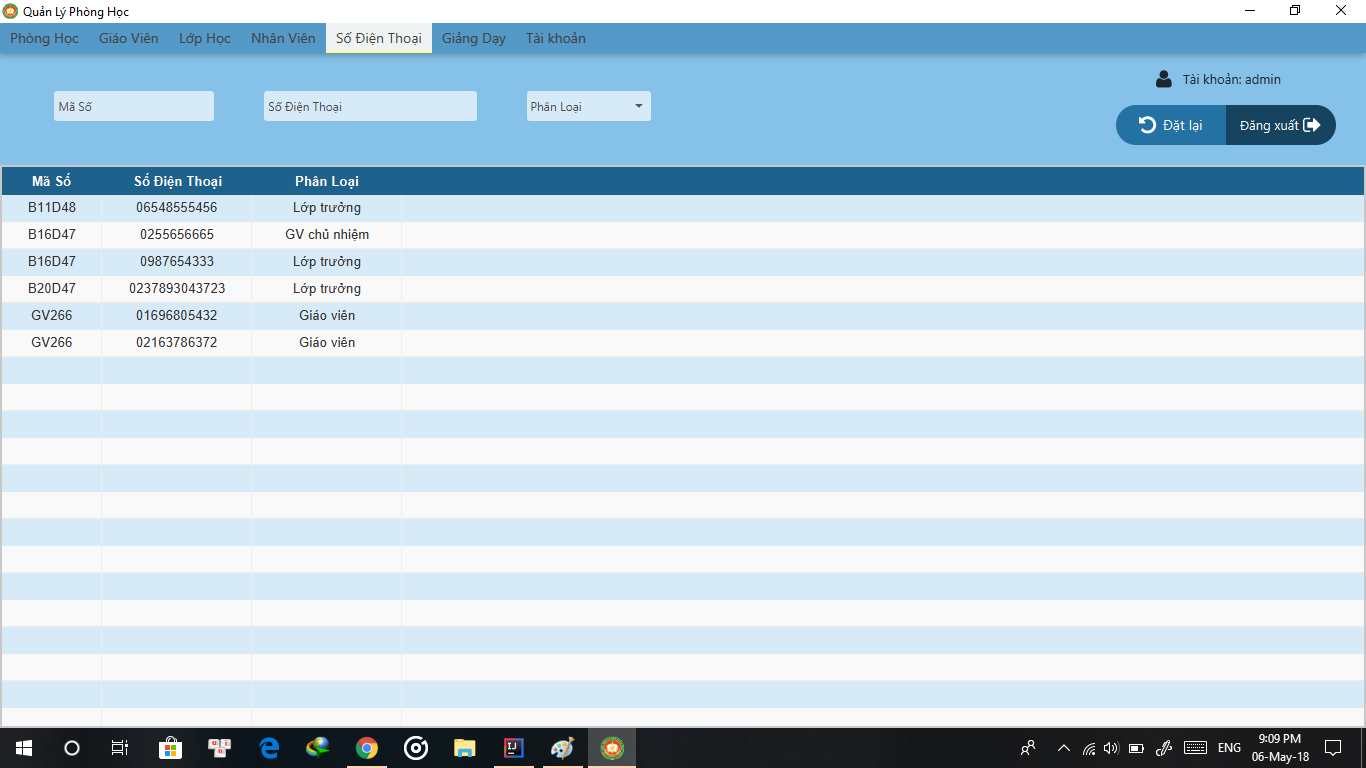 Quản Lý Phòng Học
Phòng Học Giáo Viên Lớp Học Nhân Viên Số Điện Thoại Giảng Dạy Tài khoản
Tài khoản: admin
Mã Số Số Điện Thoại Phân Loại
Đặt lại Đăng xuất
Mã Số Số Điện Thoại Phân Loại
B11D48 06548555456 Lớp trưởng
B16D47 0255656665 GV chủ nhiệm
B16D47 0987654333 Lớp trưởng
B20D47 0237893043723 Lớp trưởng
GV266 01696805432 Giáo viên
GV266 02163786372 Giáo viên
ENG
9:09 PM
06-May-18